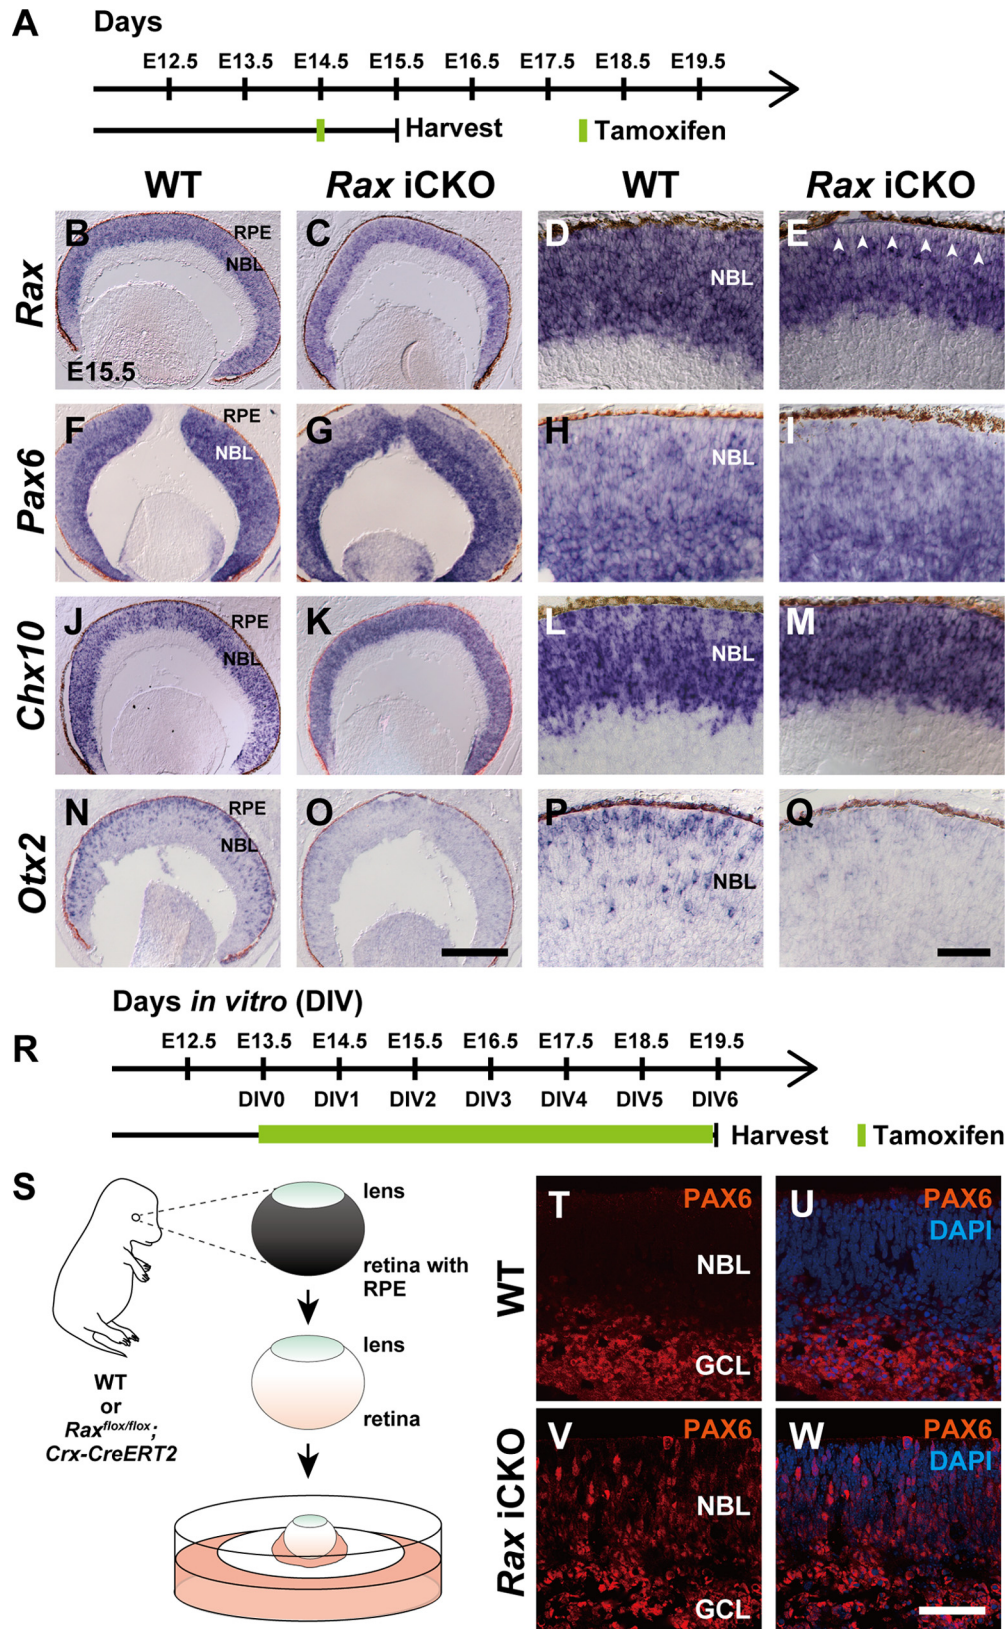 A
Days
E12.5 E13.5 E14.5 E15.5 E16.5 E17.5 E18.5 E19.5
Harvest Tamoxifen
WT Rax iCKO WT Rax iCKO
Rax
B RPE NBL E15.5
C
D NBL
E
Pax6
F RPE NBL
G
H NBL
I
Chx10
J RPE NBL
K
L NBL
M
Otx2
N RPE NBL
O
P NBL
Q
Days in vitro (DIV)
R
E12.5 E13.5 E14.5 E15.5 E16.5 E17.5 E18.5 E19.5
DIV0 DIV1 DIV2 DIV3 DIV4 DIV5 DIV6
Harvest Tamoxifen
S
lens
retina with
RPE
lens
retina
WT
or
Raxflox/flox;
Crx-CreERT2
WT
T PAX6
NBL
GCL
U PAX6
DAPI
Rax iCKO
V PAX6
NBL
GCL
W PAX6
DAPI